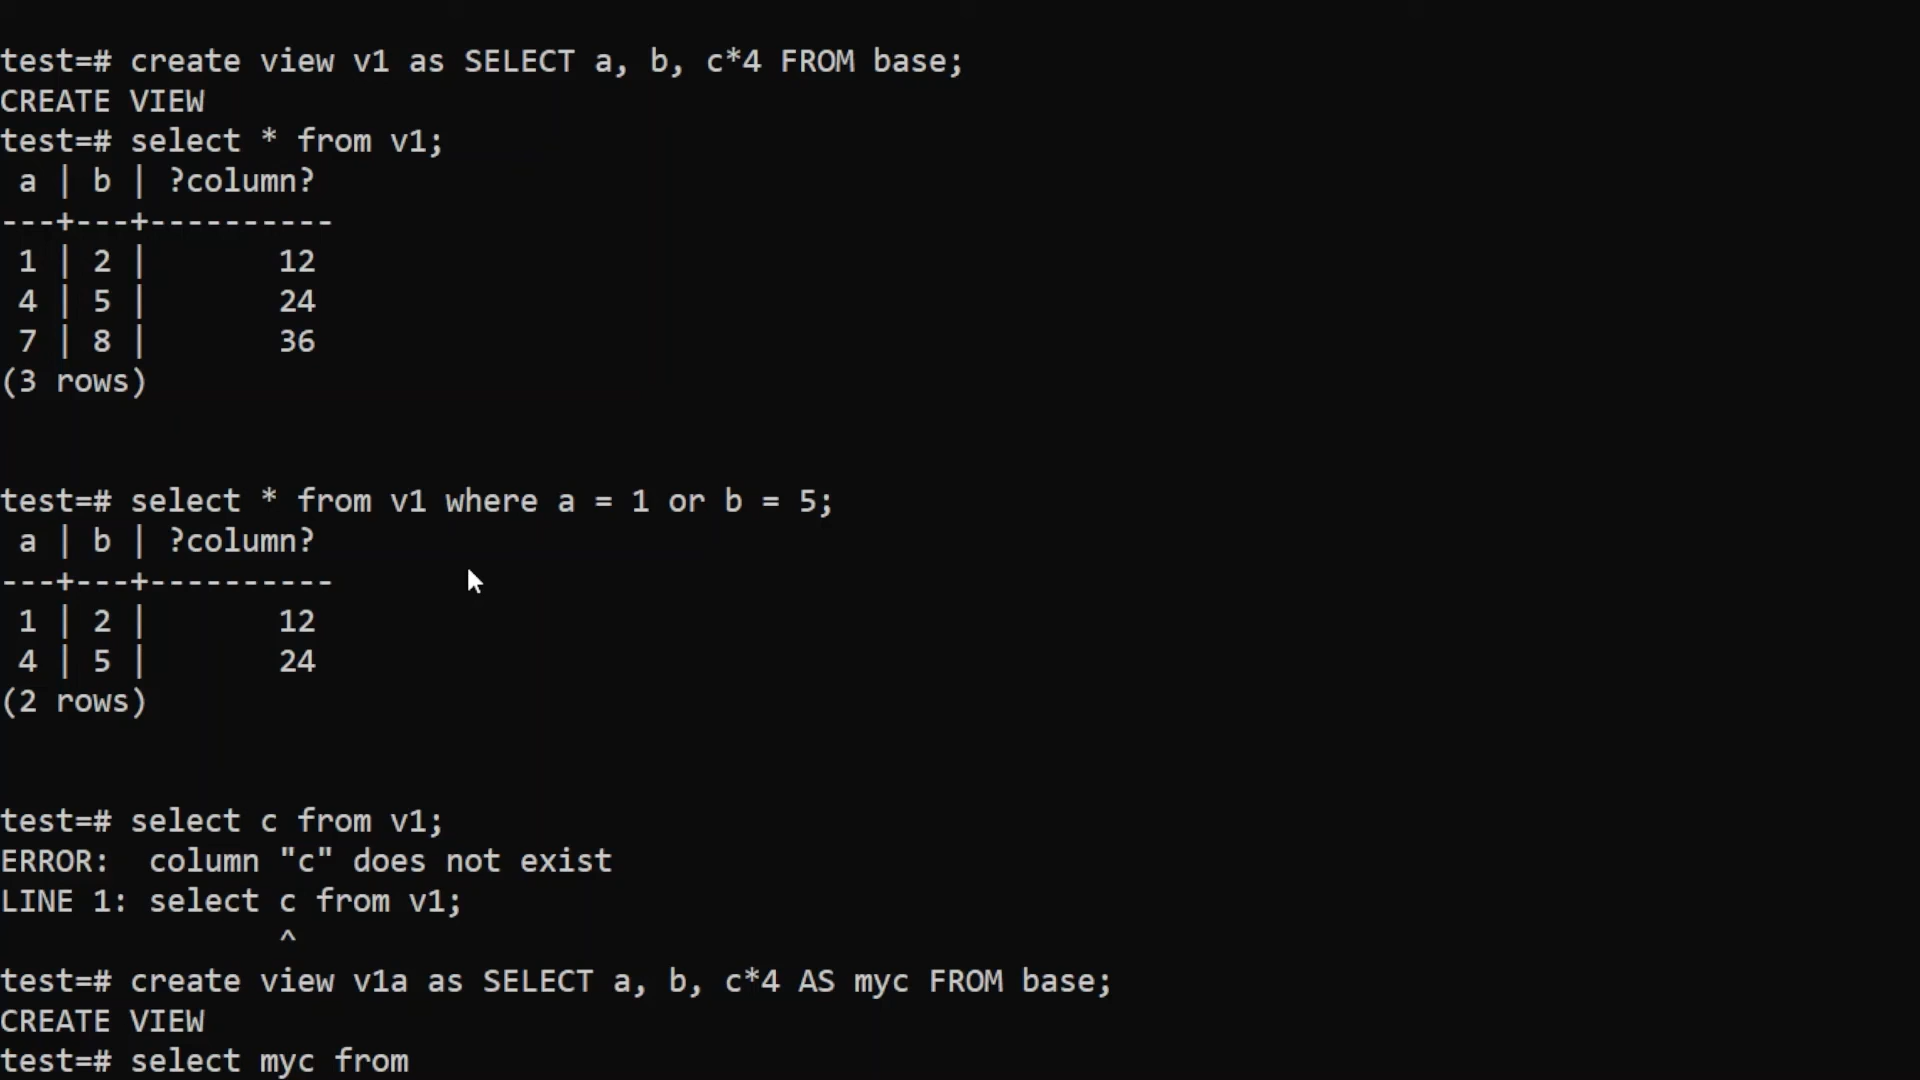 test=# create view v1 as SELECT a, b, c*4 FROM base;
CREATE VIEW
test=# select * from v1;
 a | b | ?column?
---+---+----------
 1 | 2 |       12
 4 | 5 |       24
 7 | 8 |       36
(3 rows)
test=# select * from v1 where a = 1 or b = 5;
 a | b | ?column?
---+---+----------
 1 | 2 |       12
 4 | 5 |       24
(2 rows)
test=# select c from v1;
ERROR:  column "c" does not exist
LINE 1: select c from v1;
               ^
test=# create view v1a as SELECT a, b, c*4 AS myc FROM base;
CREATE VIEW
test=# select myc from